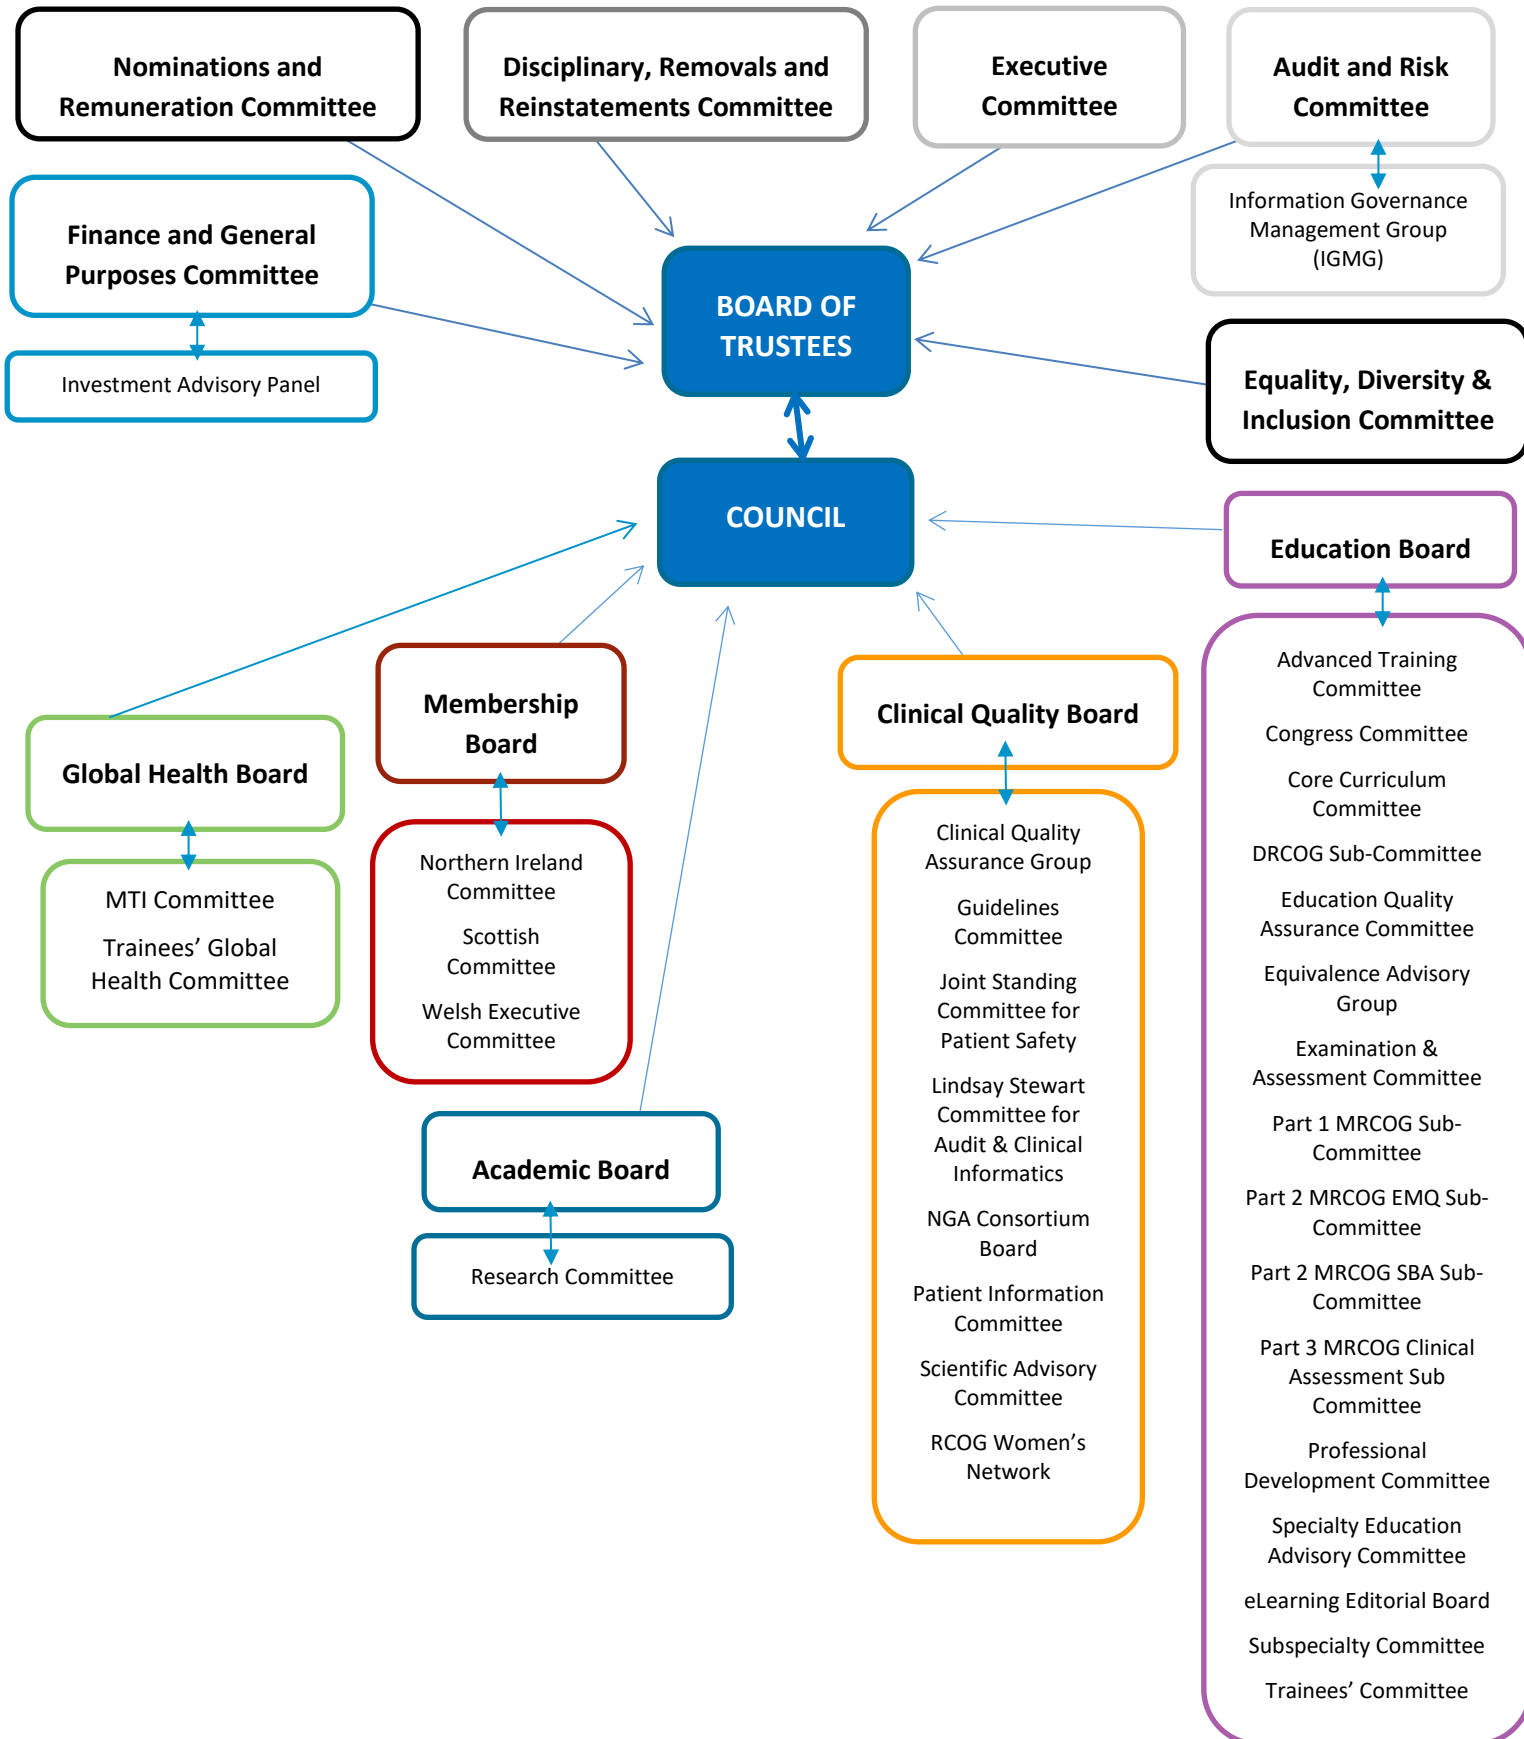 Nominations and
Remuneration Committee
Disciplinary, Removals and
Reinstatements Committee
Executive
Committee
Audit and Risk
Committee
Information Governance
Management Group
(IGMG)
Finance and General
Purposes Committee
Investment Advisory Panel
BOARD OF
TRUSTEES
Equality, Diversity &
Inclusion Committee
COUNCIL
Education Board
Advanced Training
Committee
Congress Committee
Core Curriculum
Committee
DRCOG Sub-Committee
Education Quality
Assurance Committee
Equivalence Advisory
Group
Examination &
Assessment Committee
Part 1 MRCOG Sub-
Committee
Part 2 MRCOG EMQ Sub-
Committee
Part 2 MRCOG SBA Sub-
Committee
Part 3 MRCOG Clinical
Assessment Sub
Committee
Professional
Development Committee
Specialty Education
Advisory Committee
eLearning Editorial Board
Subspecialty Committee
Trainees’ Committee
Global Health Board
MTI Committee
Trainees’ Global
Health Committee
Membership
Board
Northern Ireland
Committee
Scottish
Committee
Welsh Executive
Committee
Academic Board
Research Committee
Clinical Quality Board
Clinical Quality
Assurance Group
Guidelines
Committee
Joint Standing
Committee for
Patient Safety
Lindsay Stewart
Committee for
Audit & Clinical
Informatics
NGA Consortium
Board
Patient Information
Committee
Scientific Advisory
Committee
RCOG Women’s
Network